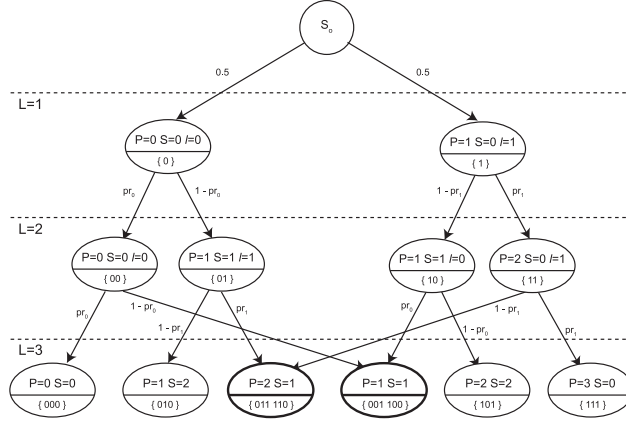 S₀
0.5 0.5
L=1
P=0 S=0 l=0 P=1 S=0 l=1
{ 0 } { 1 }
pr₀ 1 - pr₀ 1 - pr₁ pr₁
L=2
P=0 S=0 l=0 P=1 S=1 l=1 P=1 S=1 l=0 P=2 S=0 l=1
{ 00 } { 01 } { 10 } { 11 }
pr₀ 1 - pr₁ pr₁ 1 - pr₀ pr₀ 1 - pr₀ 1 - pr₁ pr₁
L=3
P=0 S=0 P=1 S=2 P=2 S=1 P=1 S=1 P=2 S=2 P=3 S=0
{ 000 } { 010 } { 011 110 } { 001 100 } { 101 } { 111 }